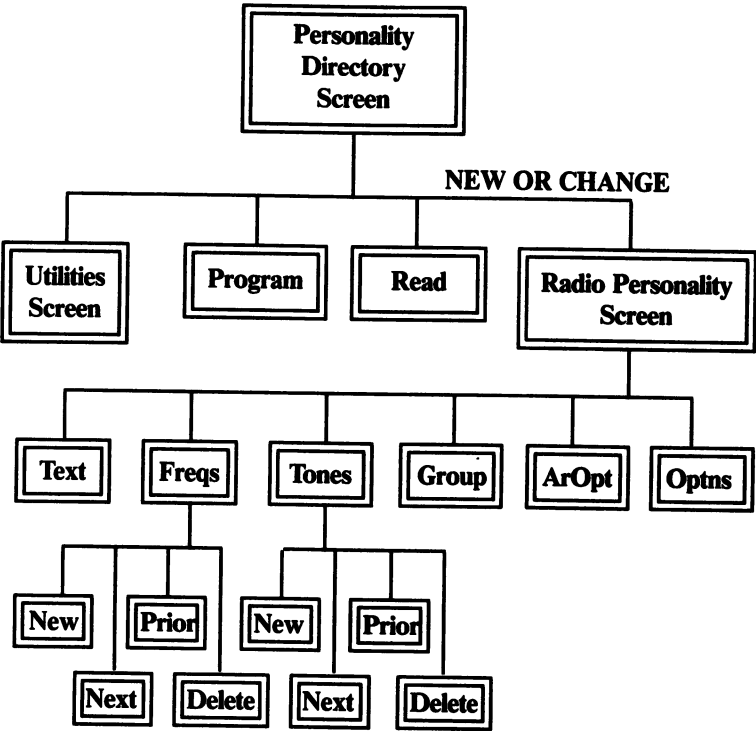 Personality
Directory
Screen
NEW OR CHANGE
Utilities
Screen
Program
Read
Radio Personality
Screen
Text
Freqs
Tones
Group
ArOpt
Optns
New
Prior
New
Prior
Next
Delete
Next
Delete